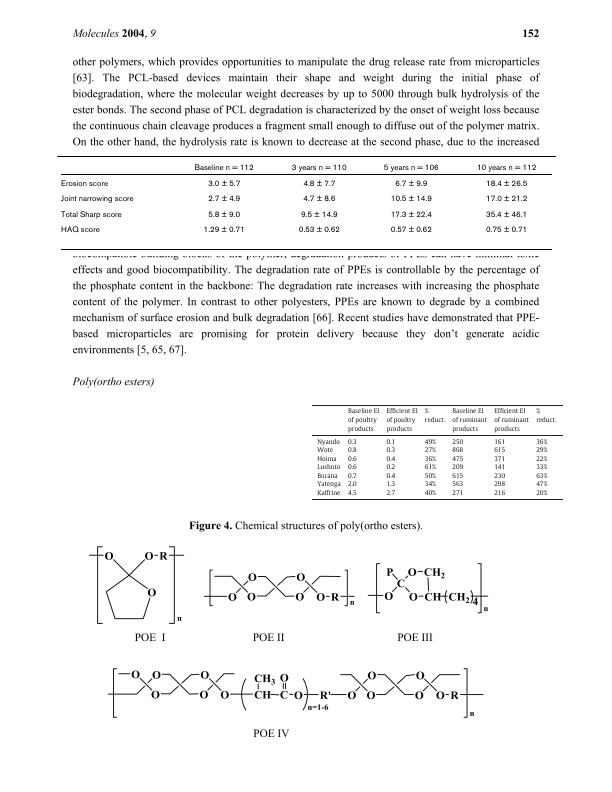 Molecules 2004, 9 152
other polymers, which provides opportunities to manipulate the drug release rate from microparticles
[63]. The PCL-based devices maintain their shape and weight during the initial phase of
biodegradation, where the molecular weight decreases by up to 5000 through bulk hydrolysis of the
ester bonds. The second phase of PCL degradation is characterized by the onset of weight loss because
the continuous chain cleavage produces a fragment small enough to diffuse out of the polymer matrix.
On the other hand, the hydrolysis rate is known to decrease at the second phase, due to the increased
Baseline n = 112 3 years n = 110 5 years n = 106 10 years n = 112
Erosion score 3.0 ± 5.7 4.8 ± 7.7 6.7 ± 9.9 18.4 ± 26.5
Joint narrowing score 2.7 ± 4.9 4.7 ± 8.6 10.5 ± 14.9 17.0 ± 21.2
Total Sharp score 5.8 ± 9.0 9.5 ± 14.9 17.3 ± 22.4 35.4 ± 46.1
HAQ score 1.29 ± 0.71 0.53 ± 0.62 0.57 ± 0.62 0.75 ± 0.71
effects and good biocompatibility. The degradation rate of PPEs is controllable by the percentage of
the phosphate content in the backbone: The degradation rate increases with increasing the phosphate
content of the polymer. In contrast to other polyesters, PPEs are known to degrade by a combined
mechanism of surface erosion and bulk degradation [66]. Recent studies have demonstrated that PPE-
based microparticles are promising for protein delivery because they don't generate acidic
environments [5, 65, 67].
Poly(ortho esters)
Baseline EI Efficient EI % Baseline EI Efficient EI %
of poultry of poultry reduct. of ruminant of ruminant reduct.
products products products products
Nyando 0.3 0.1 49% 250 161 36%
Wote 0.8 0.3 27% 868 615 29%
Hoima 0.6 0.4 36% 475 371 22%
Lushoto 0.6 0.2 61% 209 141 33%
Borana 0.7 0.4 50% 615 230 63%
Yatenga 2.0 1.3 34% 563 298 47%
Kaffrine 4.5 2.7 40% 271 216 20%
Figure 4. Chemical structures of poly(ortho esters).
O O-R
O
n
O O
O O O-R n
P O-CH2
C
O O-CH(CH2)4
n
POE I POE II POE III
O O CH3 O O O
O O O CH-C-O-R'-O O O-R
n=1-6
n
POE IV